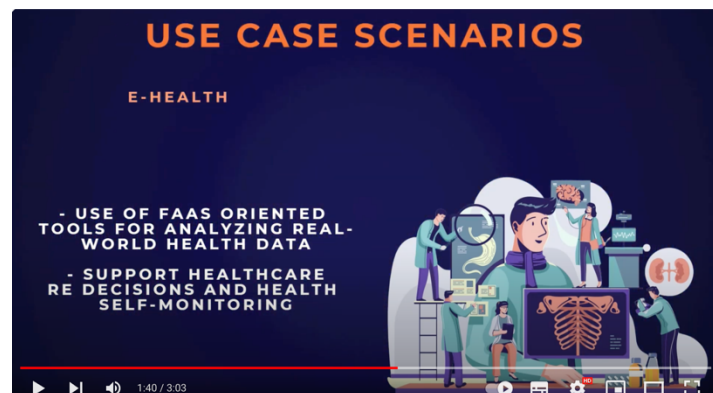 USE CASE SCENARIOS
E-HEALTH
- USE OF FAAS ORIENTED
TOOLS FOR ANALYZING REAL-
WORLD HEALTH DATA
- SUPPORT HEALTHCARE
RE DECISIONS AND HEALTH
SELF-MONITORING
1:40 / 3:03
HD